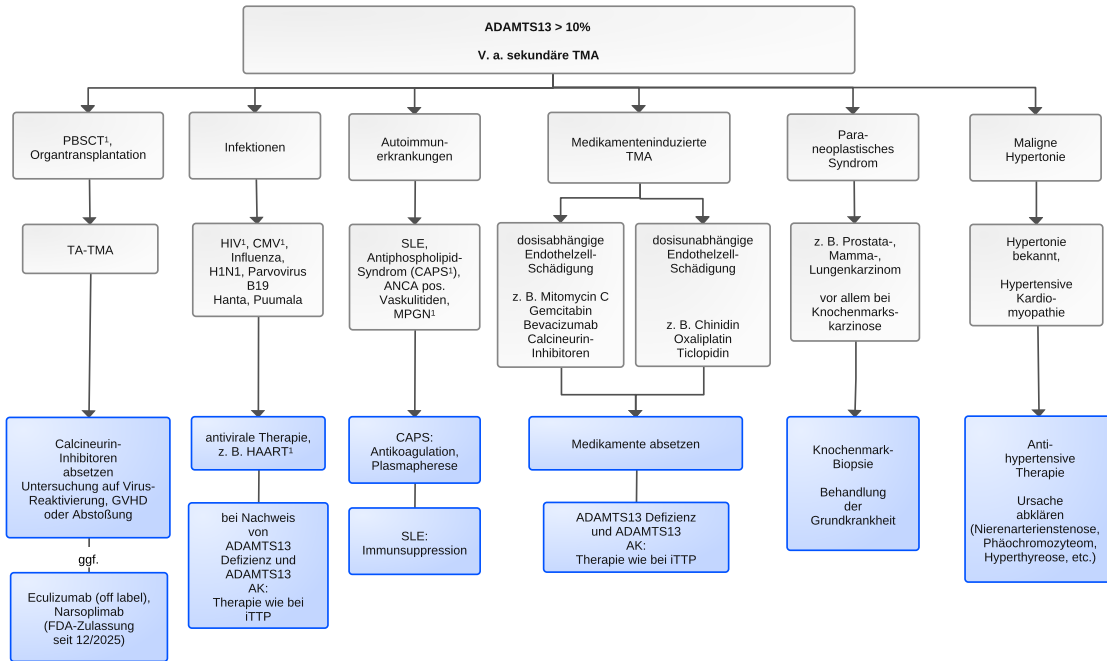 ADAMTS13 > 10%
V. a. sekundäre TMA
PBSCT¹,
Organtransplantation
Infektionen
Autoimmun-
erkrankungen
Medikamenteninduzierte
TMA
Para-
neoplastisches
Syndrom
Maligne
Hypertonie
TA-TMA
HIV¹, CMV¹,
Influenza,
H1N1, Parvovirus
B19
Hanta, Puumala
SLE,
Antiphospholipid-
Syndrom (CAPS¹),
ANCA pos.
Vaskulitiden,
MPGN¹
dosisabhängige
Endothelzell-
Schädigung
z. B. Mitomycin C
Gemcitabin
Bevacizumab
Calcineurin-
Inhibitoren
dosisunabhängige
Endothelzell-
Schädigung
z. B. Chinidin
Oxaliplatin
Ticlopidin
z. B. Prostata-,
Mamma-,
Lungenkarzinom
vor allem bei
Knochenmarks-
karzinose
Hypertonie
bekannt,
Hypertensive
Kardio-
myopathie
Calcineurin-
Inhibitoren
absetzen
Untersuchung auf Virus-
Reaktivierung, GVHD
oder Abstoßung
ggf.
Eculizumab (off label),
Narsoplimab
(FDA-Zulassung
seit 12/2025)
antivirale Therapie,
z. B. HAART¹
bei Nachweis
von
ADAMTS13
Defizienz und
ADAMTS13
AK:
Therapie wie bei
iTTP
CAPS:
Antikoagulation,
Plasmapherese
SLE:
Immunsuppression
Medikamente absetzen
ADAMTS13 Defizienz
und ADAMTS13
AK:
Therapie wie bei iTTP
Knochenmark-
Biopsie
Behandlung
der
Grundkrankheit
Anti-
hypertensive
Therapie
Ursache
abklären
(Nierenarterienstenose,
Phäochromozyteom,
Hyperthyreose, etc.)